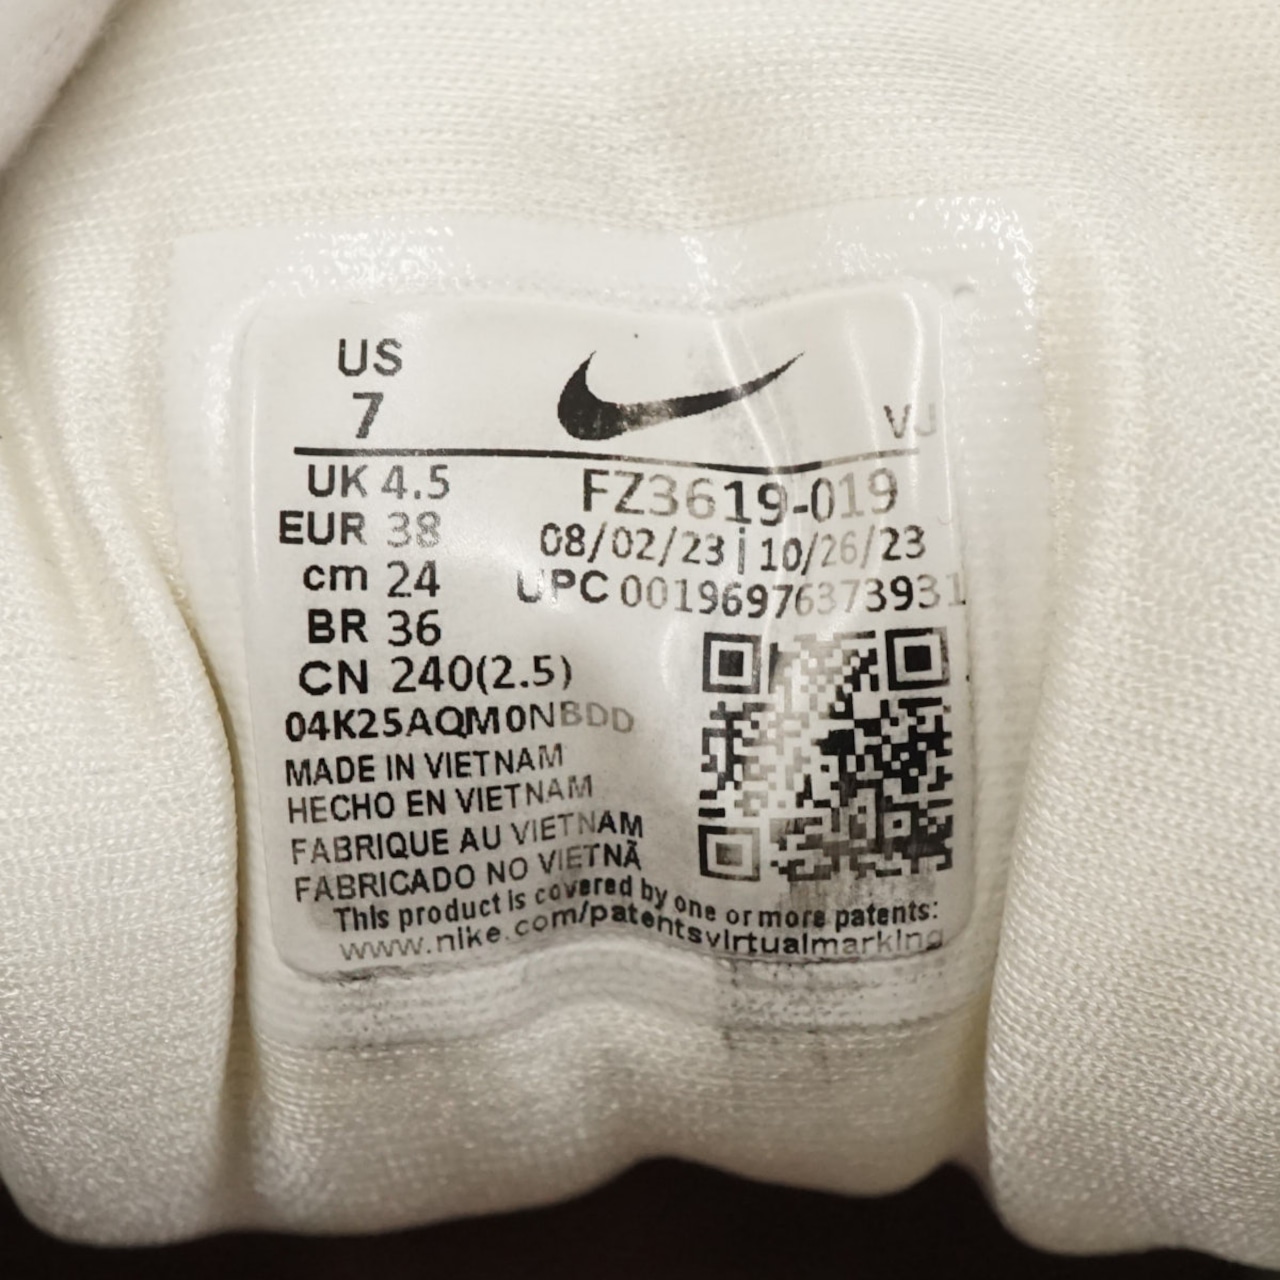 US
7
VJ
UK 4.5
EUR 38
cm 24
BR 36
CN 240(2.5)
FZ3619-019
08/02/23 | 10/26/23
UPC 00196976373931
04K25AQM0NBDD
MADE IN VIETNAM
HECHO EN VIETNAM
FABRIQUE AU VIETNAM
FABRICADO NO VIETNÃ
This product is covered by one or more patents:
www.nike.com/patentsvirtualmarking